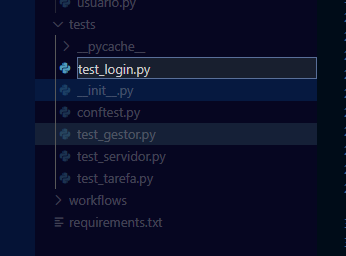 usuario.py
tests
__pycache__
test_login.py
__init__.py
conftest.py
test_gestor.py
test_servidor.py
test_tarefa.py
workflows
requirements.txt